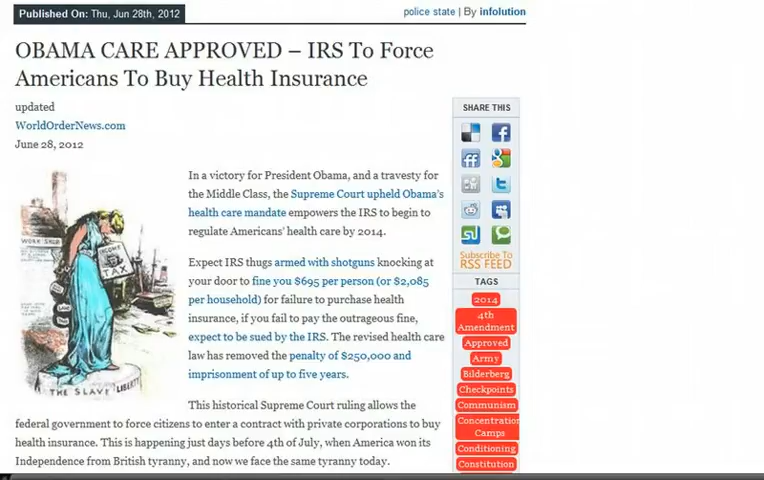 Published On: Thu, Jun 28th, 2012
police state | By infolution
OBAMA CARE APPROVED – IRS To Force
Americans To Buy Health Insurance
updated
WorldOrderNews.com
June 28, 2012
In a victory for President Obama, and a travesty for
the Middle Class, the Supreme Court upheld Obama's
health care mandate empowers the IRS to begin to
regulate Americans' health care by 2014.
Expect IRS thugs armed with shotguns knocking at
your door to fine you $695 per person (or $2,085
per household) for failure to purchase health
insurance, if you fail to pay the outrageous fine,
expect to be sued by the IRS. The revised health care
law has removed the penalty of $250,000 and
imprisonment of up to five years.
This historical Supreme Court ruling allows the
federal government to force citizens to enter a contract with private corporations to buy
health insurance. This is happening just days before 4th of July, when America won its
Independence from British tyranny, and now we face the same tyranny today.
WORK SHOP
INCOME
TAX
THE SLAVE LIBERTY
SHARE THIS
Subscribe To
RSS FEED
TAGS
2014
4th
Amendment
Approved
Army
Bilderberg
Checkpoints
Communism
Concentration
Camps
Conditioning
Constitution